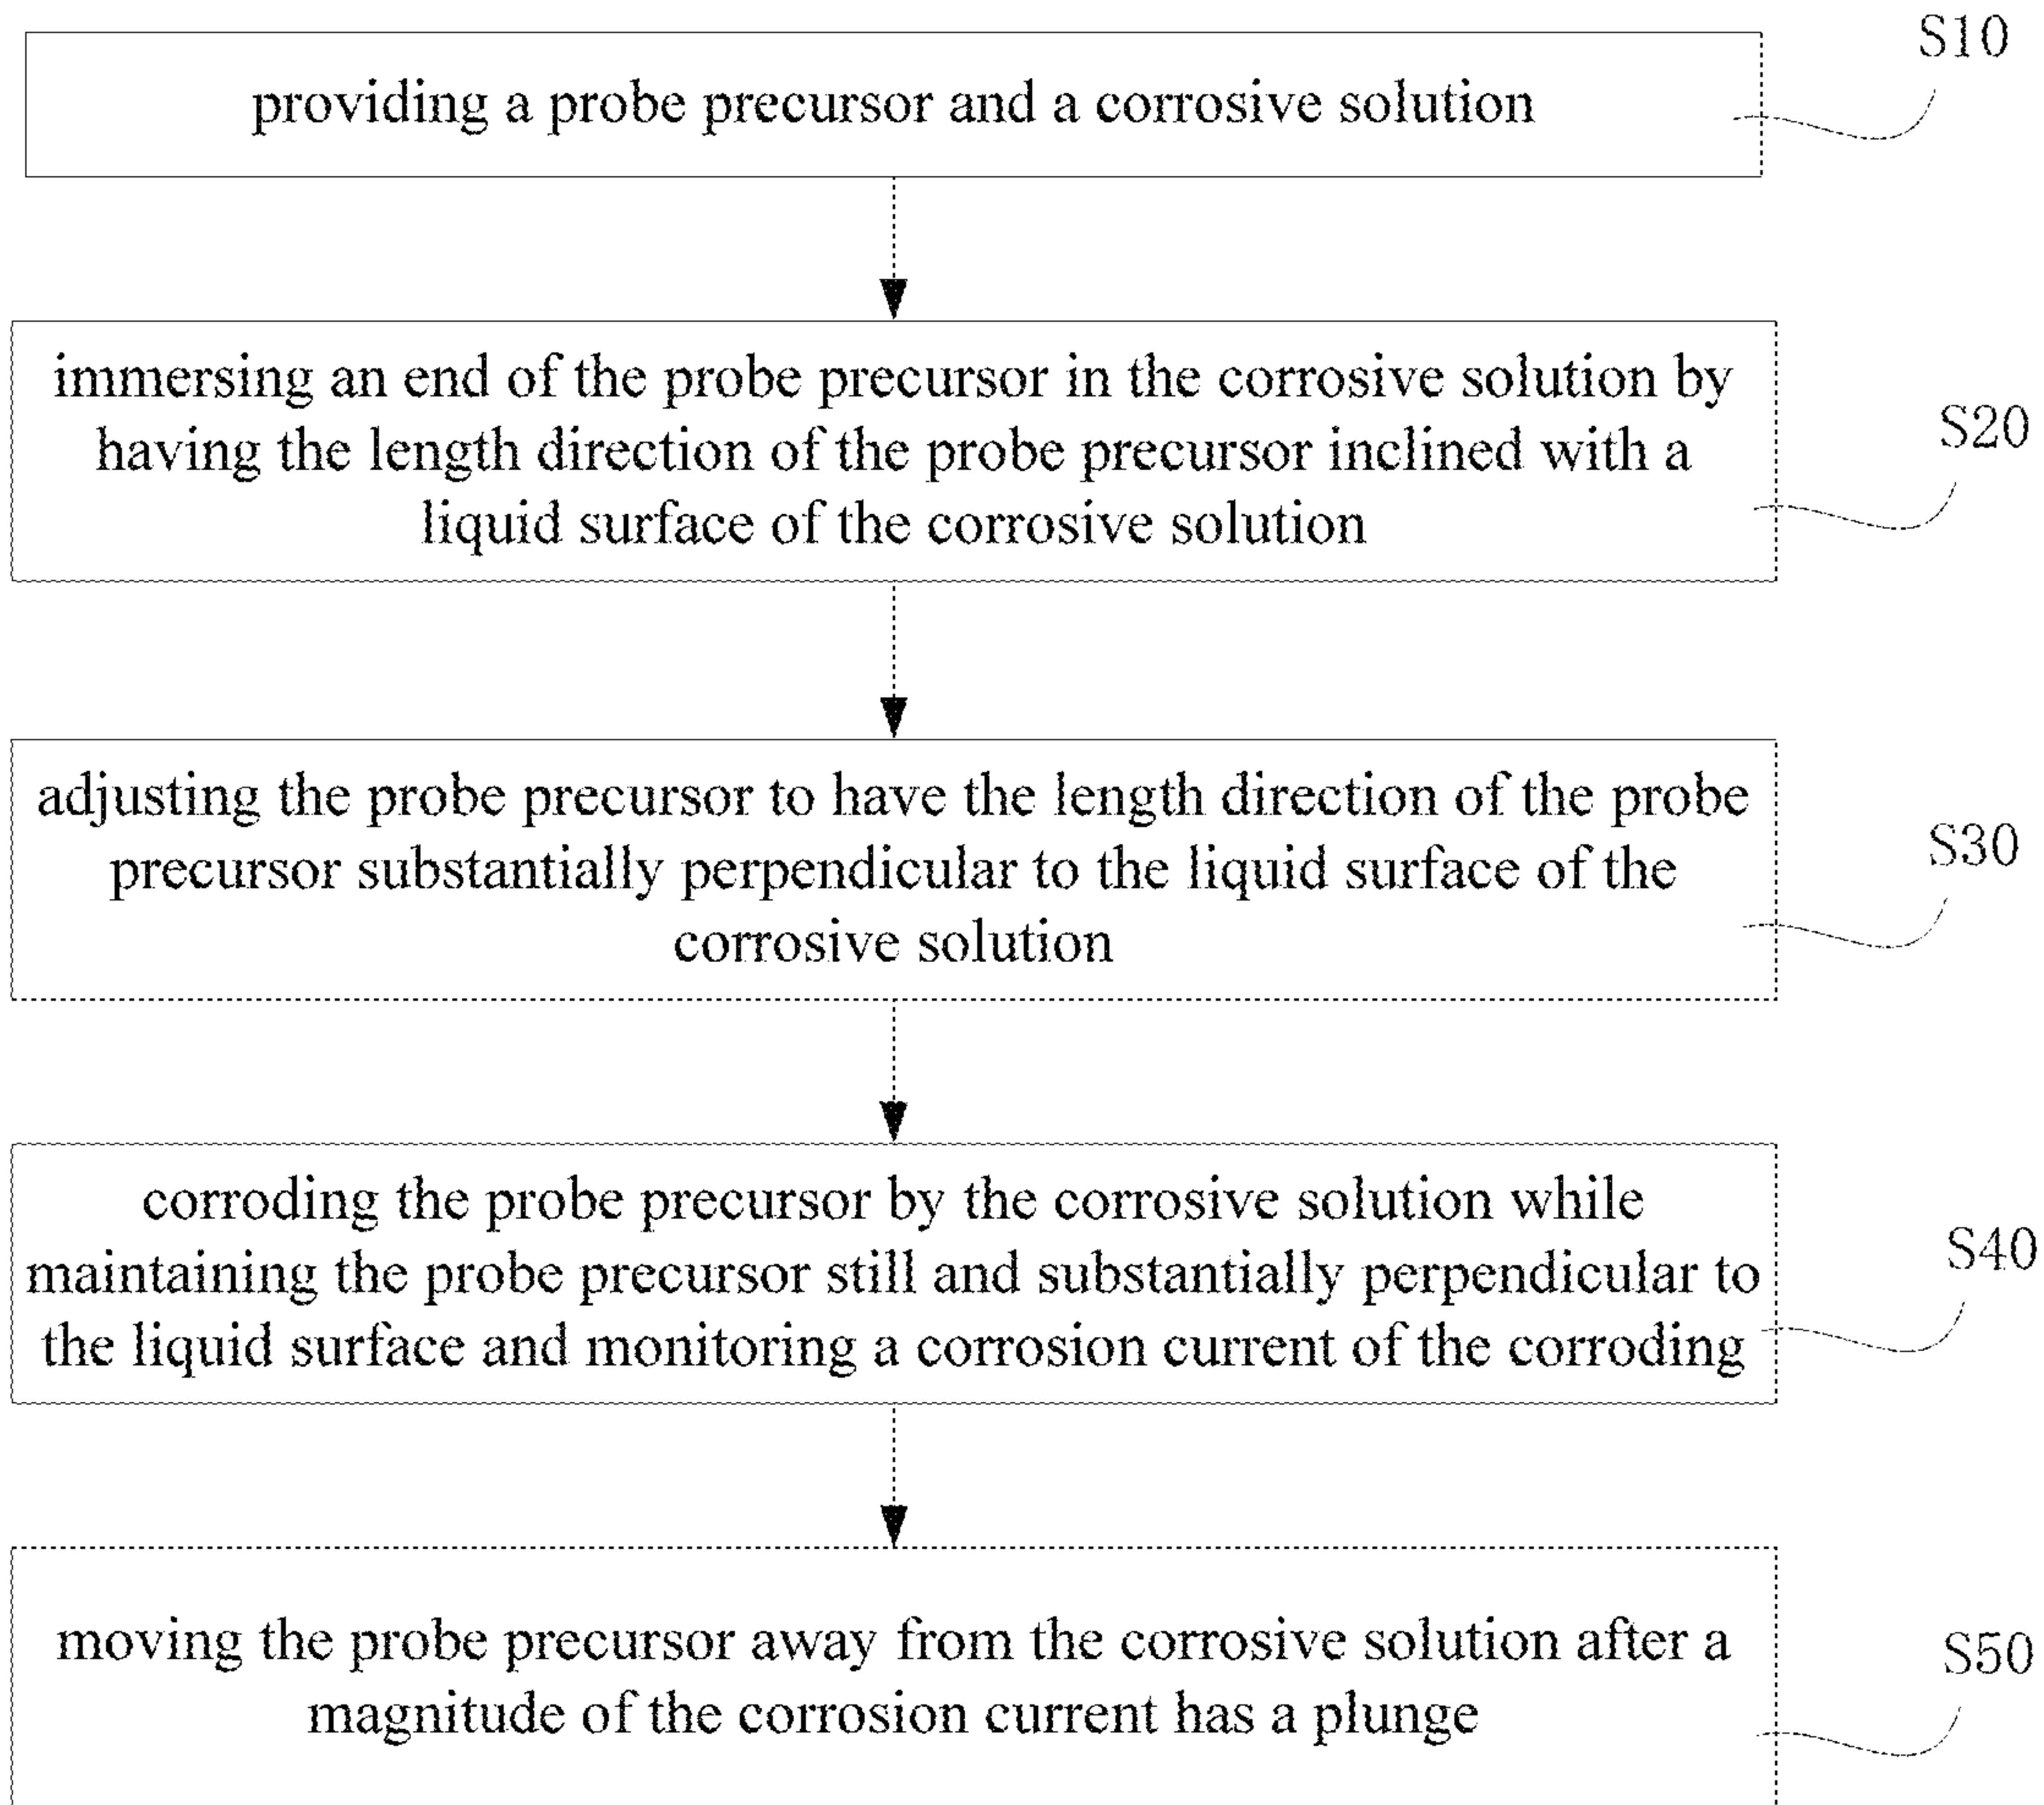 S10
providing a probe precursor and a corrosive solution
immersing an end of the probe precursor in the corrosive solution by
having the length direction of the probe precursor inclined with a
liquid surface of the corrosive solution
S20
adjusting the probe precursor to have the length direction of the probe
precursor substantially perpendicular to the liquid surface of the
corrosive solution
S30
corroding the probe precursor by the corrosive solution while
maintaining the probe precursor still and substantially perpendicular to
the liquid surface and monitoring a corrosion current of the corroding
S40
moving the probe precursor away from the corrosive solution after a
magnitude of the corrosion current has a plunge
S50